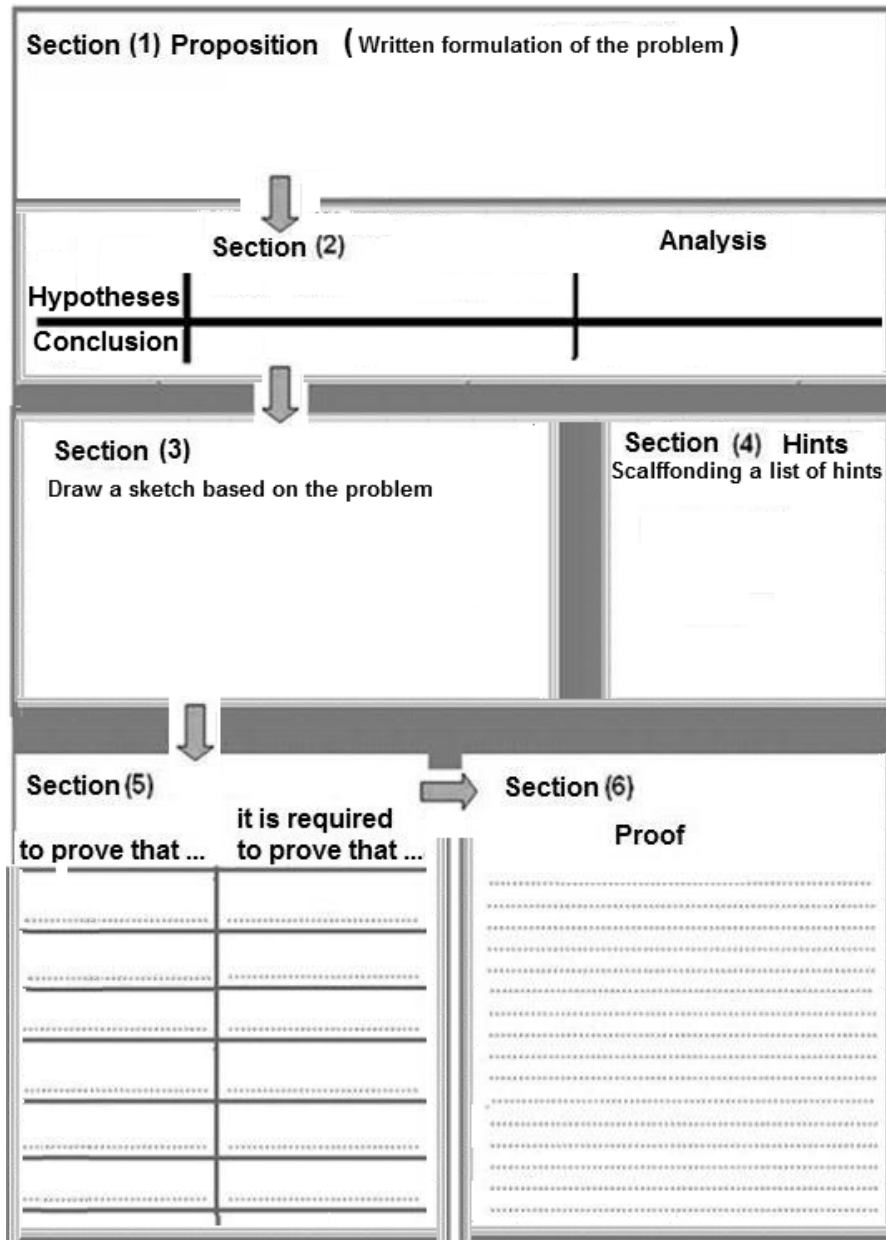 Section (1) Proposition (Written formulation of the problem)
Section (2)
Analysis
Hypotheses
Conclusion
Section (3)
Draw a sketch based on the problem
Section (4) Hints
Scalffonding a list of hints
Section (5)
to prove that ...
it is required
to prove that ...
Section (6)
Proof